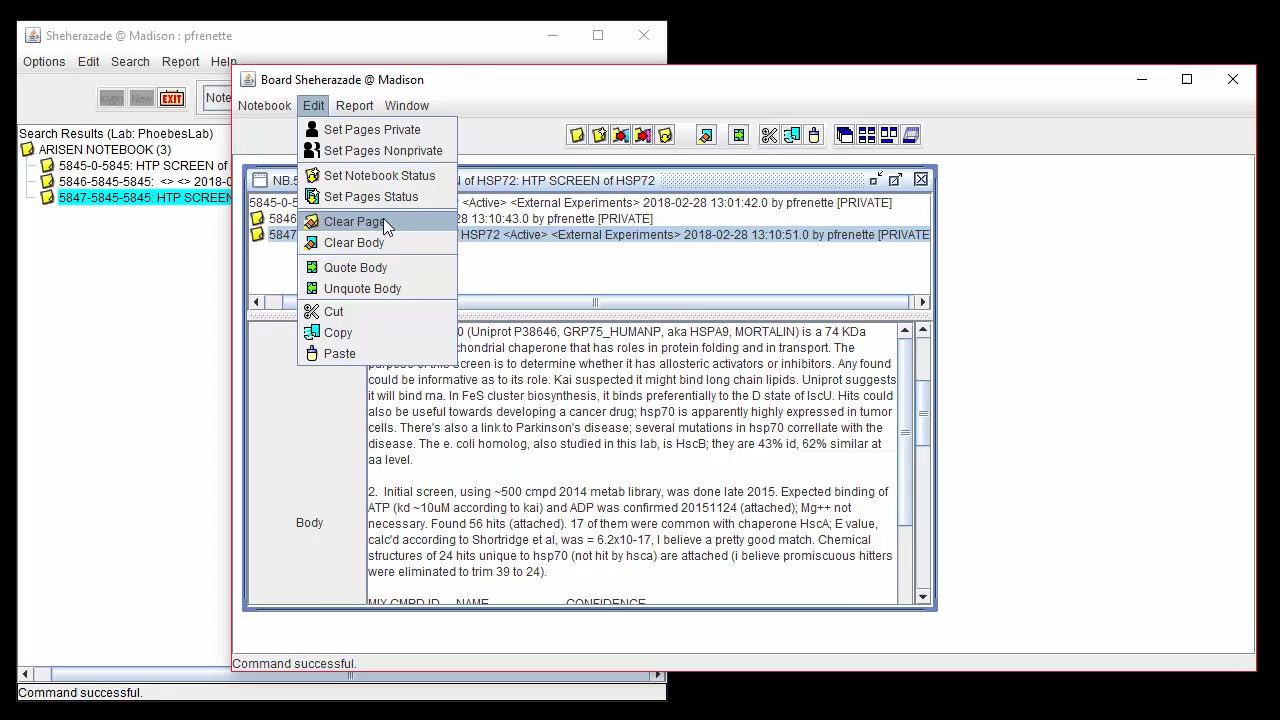 Sheherazade @ Madison : pfrenette
Options Edit Search Report Help
EXIT Note
Search Results (Lab: PhoebesLab)
ARISEN NOTEBOOK (3)
5845-0-5845: HTP SCREEN of
5846-5845-5845: <> <> 2018-0
5847-5845-5845: HTP SCREEN
Command successful.
Board Sheherazade @ Madison
Notebook Edit Report Window
Set Pages Private
Set Pages Nonprivate
Set Notebook Status
Set Pages Status
Clear Page
Clear Body
Quote Body
Unquote Body
Cut
Copy
Paste
NB.5 of HSP72: HTP SCREEN of HSP72
5845-0-5 <Active> <External Experiments> 2018-02-28 13:01:42.0 by pfrenette [PRIVATE]
5846 28 13:10:43.0 [PRIVATE]
5847 HSP72 <Active> <External Experiments> 2018-02-28 13:10:51.0 by pfrenette [PRIVATE
Body
0 (Uniprot P38646, GRP75_HUMANP, aka HSPA9, MORTALIN) is a 74 KDa
chondrial chaperone that has roles in protein folding and in transport. The
screen is to determine whether it has allosteric activators or inhibitors. Any found
could be informative as to its role. Kai suspected it might bind long chain lipids. Uniprot suggests
it will bind rna. In FeS cluster biosynthesis, it binds preferentially to the D state of IscU. Hits could
also be useful towards developing a cancer drug; hsp70 is apparently highly expressed in tumor
cells. There's also a link to Parkinson's disease; several mutations in hsp70 correllate with the
disease. The e. coli homolog, also studied in this lab, is HscB; they are 43% id, 62% similar at
aa level.
2. Initial screen, using ~500 cmpd 2014 metab library, was done late 2015. Expected binding of
ATP (kd ~10uM according to kai) and ADP was confirmed 20151124 (attached); Mg++ not
necessary. Found 56 hits (attached). 17 of them were common with chaperone HscA; E value,
calc'd according to Shortridge et al, was = 6.2x10-17, I believe a pretty good match. Chemical
structures of 24 hits unique to hsp70 (not hit by hsca) are attached (i believe promiscuous hitters
were eliminated to trim 39 to 24).
MIX CMPD ID NAME CONFIDENCE
Command successful.